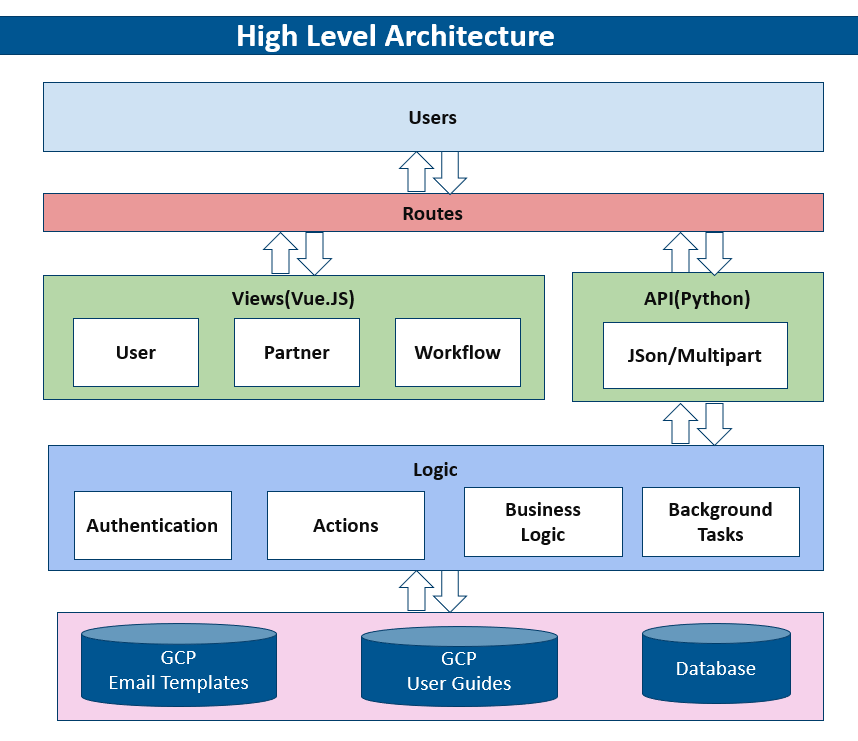 High Level Architecture
Users
Routes
Views(Vue.JS)
User
Partner
Workflow
API(Python)
JSon/Multipart
Logic
Authentication
Actions
Business
Logic
Background
Tasks
GCP
Email Templates
GCP
User Guides
Database